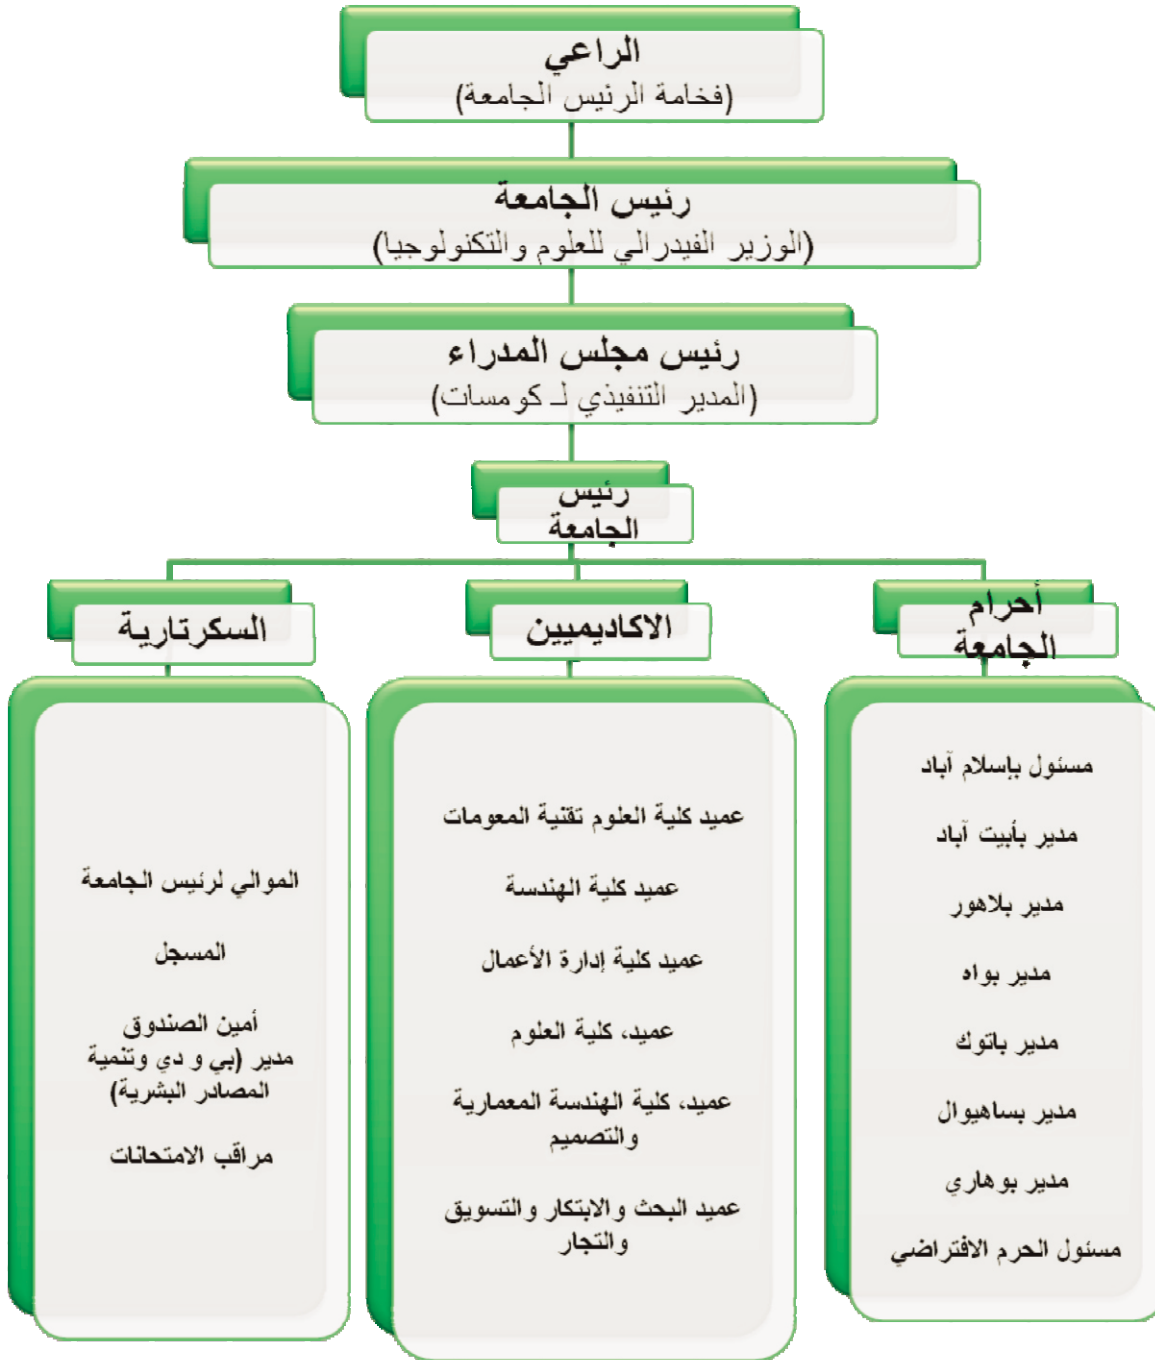 الراعي
(فخامة الرئيس الجامعة)
رئيس الجامعة
(الوزير الفيدرالي للعلوم والتكنولوجيا)
رئيس مجلس المدراء
(المدير التنفيذي لـ كومسات)
رئيس
الجامعة
أحرام
الجامعة
مسئول بإسلام آباد
مدير بأبيت آباد
مدير بلاهور
مدير بواه
مدير باتوك
مدير بساهيوال
مدير بوهاري
مسئول الحرم الافتراضي
الاكاديميين
عميد كلية العلوم تقنية المعومات
عميد كلية الهندسة
عميد كلية إدارة الأعمال
عميد، كلية العلوم
عميد، كلية الهندسة المعمارية
والتصميم
عميد البحث والابتكار والتسويق
والتجار
السكرتارية
الموالي لرئيس الجامعة
المسجل
أمين الصندوق
مدير (بي و دي وتنمية
المصادر البشرية)
مراقب الامتحانات